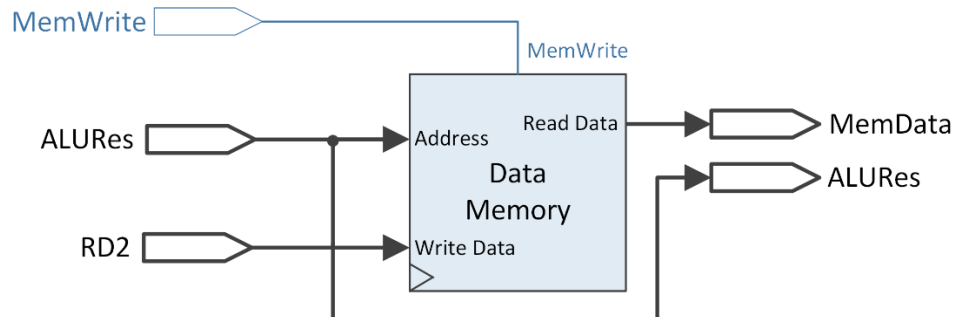 MemWrite
MemWrite
ALURes
Address
Read Data
MemData
Data
Memory
ALURes
RD2
Write Data